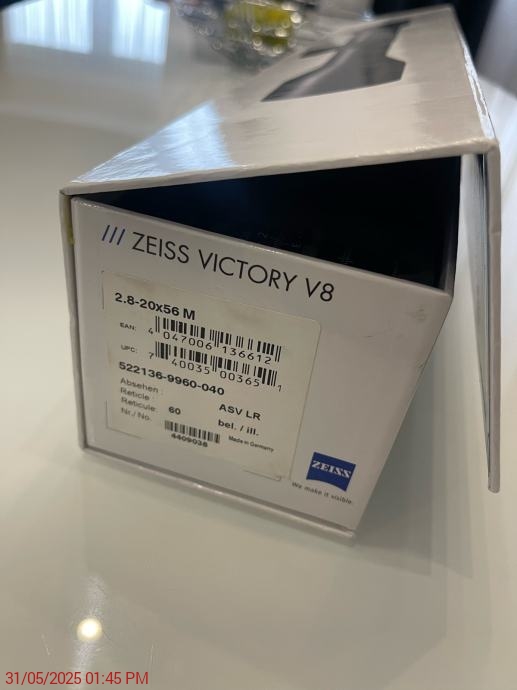 /// ZEISS VICTORY V8
2.8-20x56 M
EAN: 4 047006 136612
UPC: 7 40035 00365 1
522136-9960-040
Absehen :
Reticle : ASV LR
Reticule: 60 bel. / ill.
Nr./ No. 4409038 Made in Germany
ZEISS
We make it visible.
31/05/2025 01:45 PM